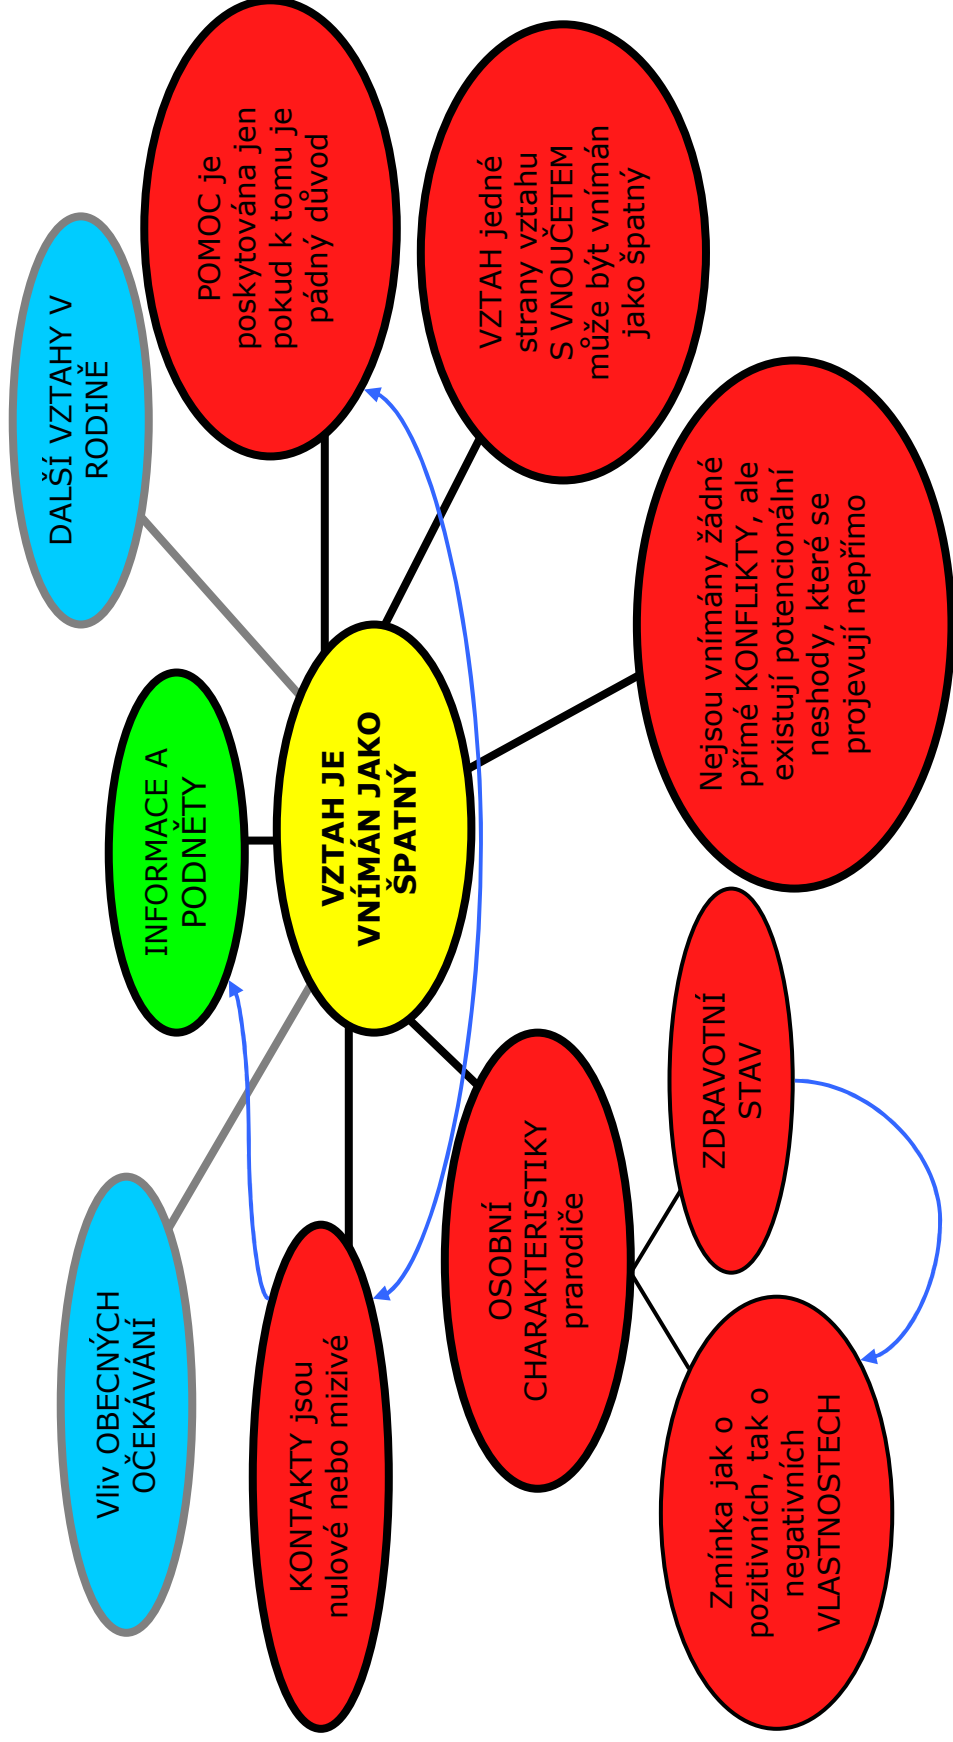 Vliv OBECNÝCH
OČEKÁVÁNÍ
INFORMACE A
PODNĚTY
DALŠÍ VZTAHY V
RODINĚ
KONTAKTY jsou
nulové nebo mizivé
VZTAH JE
VNÍMÁN JAKO
ŠPATNÝ
POMOC je
poskytována jen
pokud k tomu je
pádný důvod
OSOBNÍ
CHARAKTERISTIKY
prarodiče
VZTAH jedné
strany vztahu
S VNOUČETEM
může být vnímán
jako špatný
Zmínka jak o
pozitivních, tak o
negativních
VLASTNOSTECH
ZDRAVOTNÍ
STAV
Nejsou vnímány žádné
přímé KONFLIKTY, ale
existují potencionální
neshody, které se
projevují nepřímo